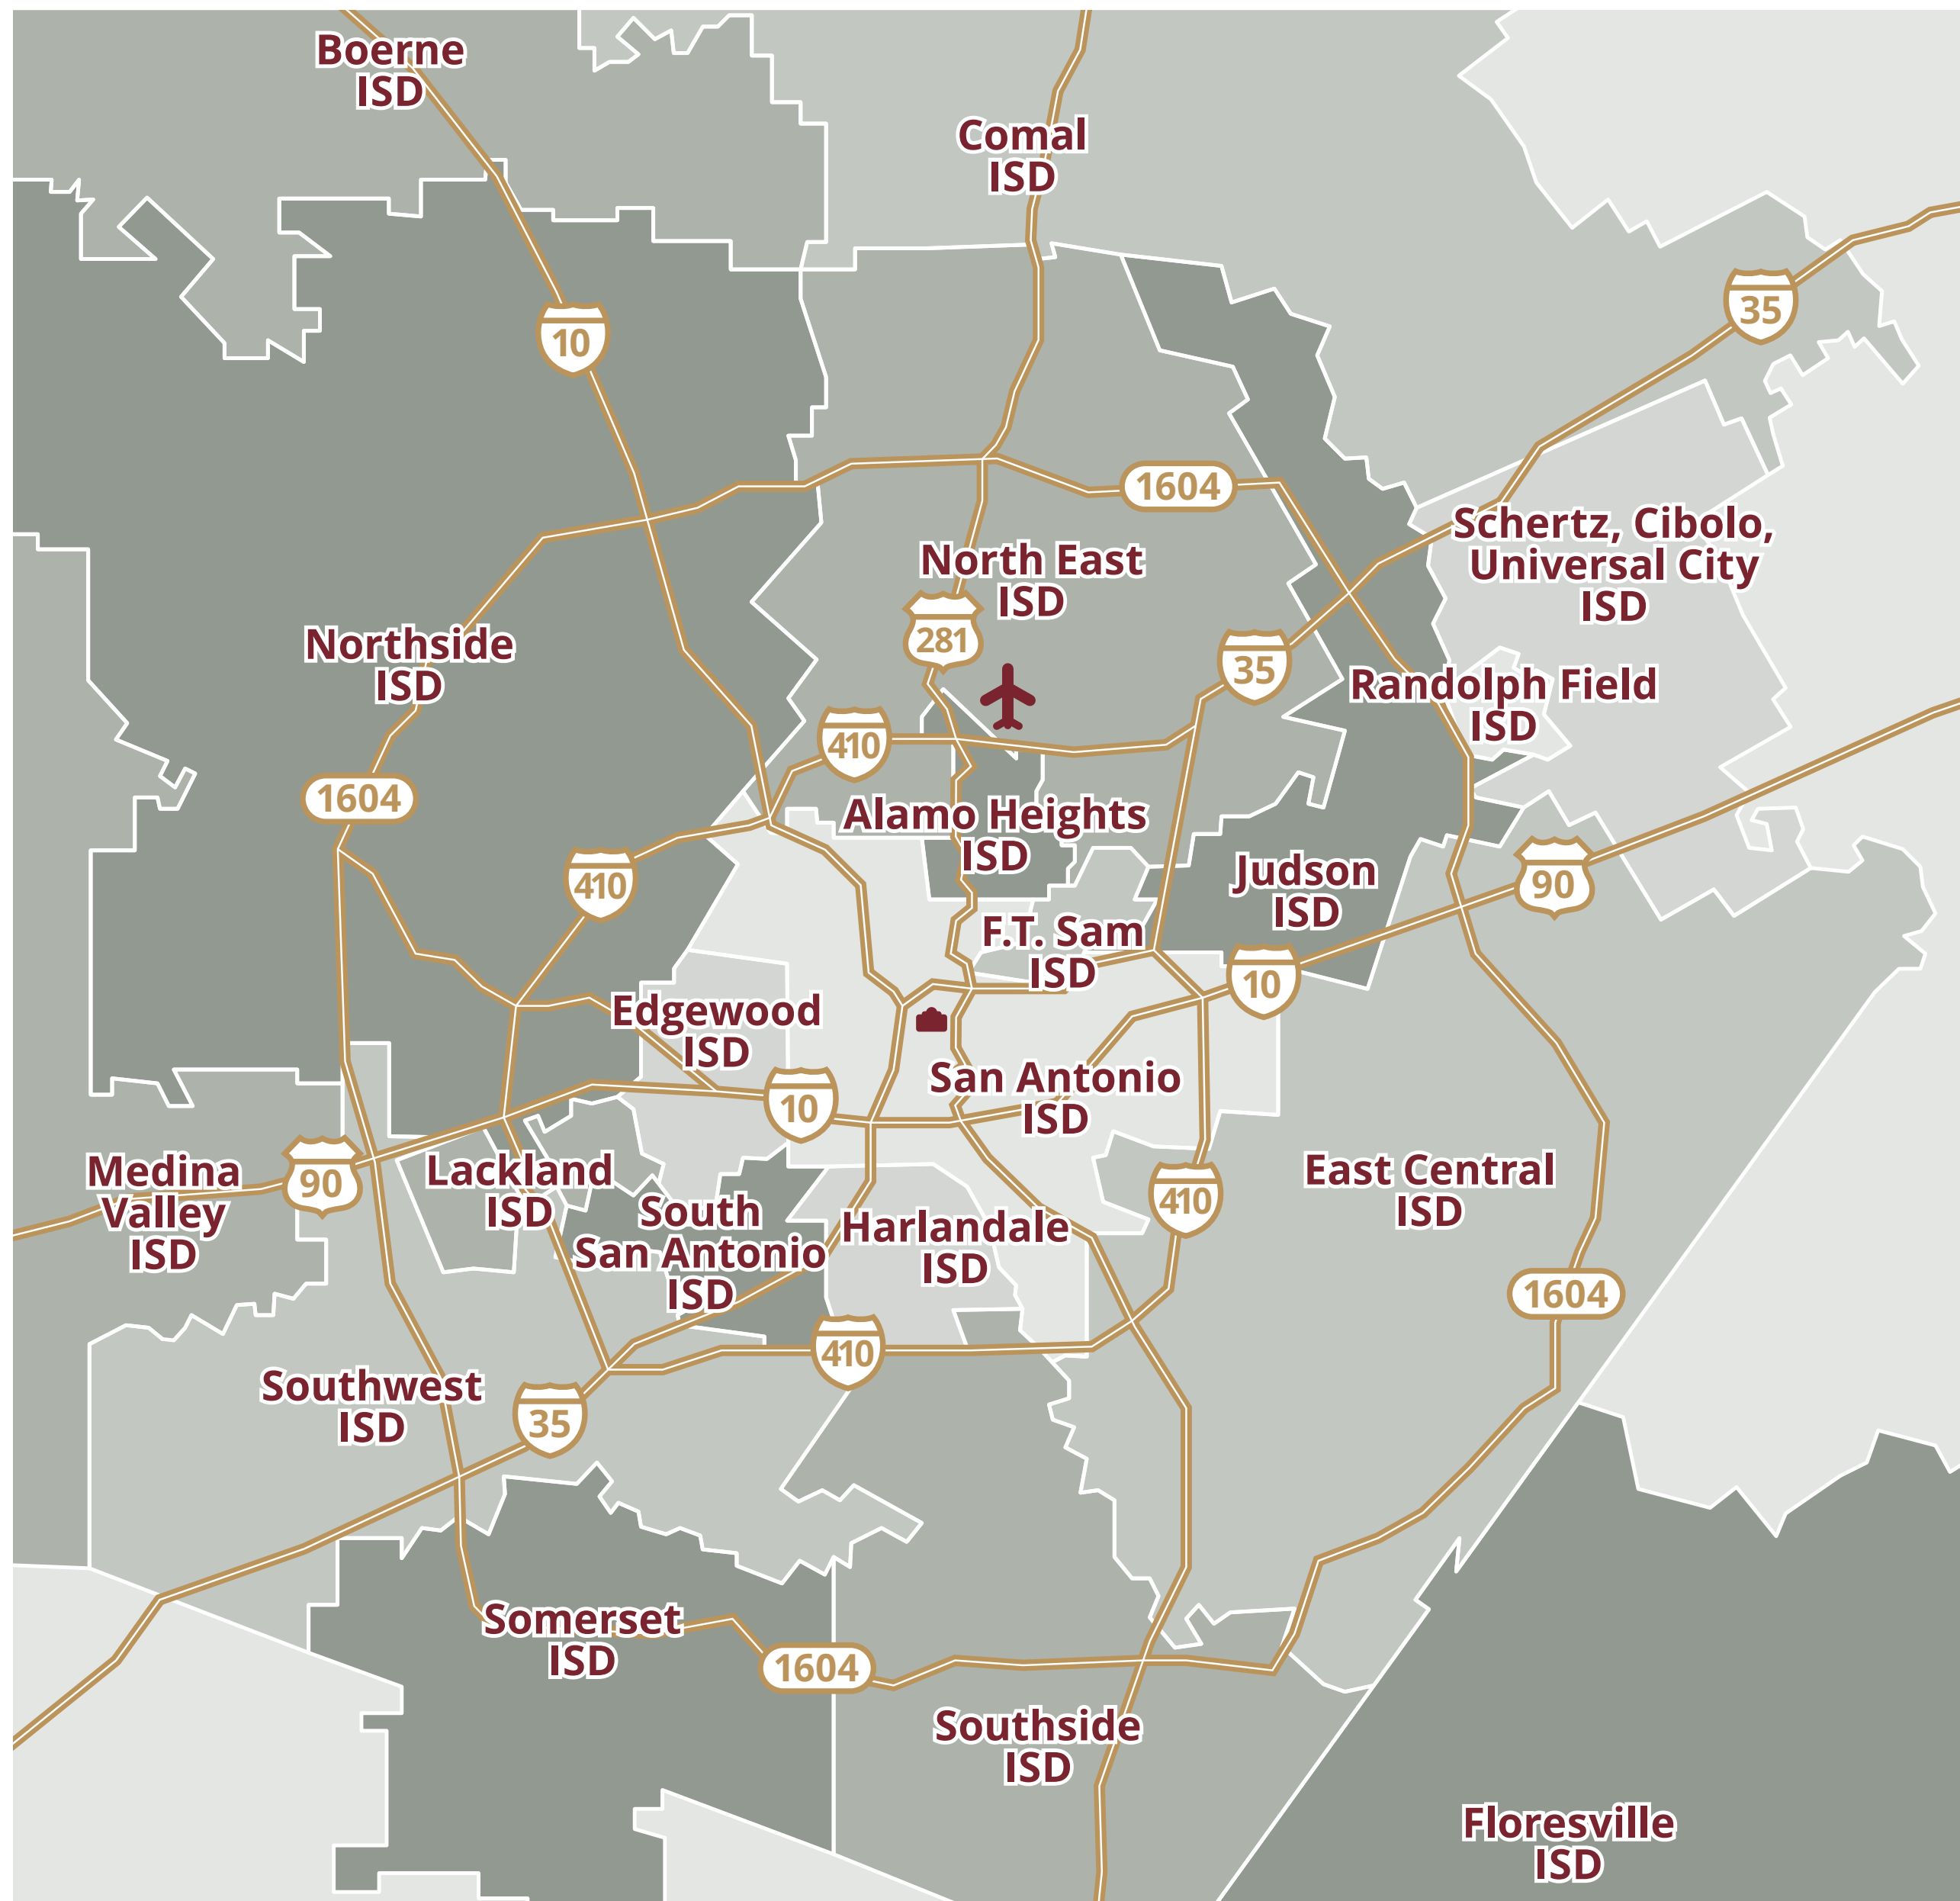 Boerne
ISD
Comal
ISD
35
10
1604
Schertz, Cibolo,
Universal City
ISD
North East
ISD
281
Northside
ISD
35
Randolph Field
ISD
410
1604
Alamo Heights
ISD
410
Judson
ISD
90
F.T. Sam
ISD
10
Edgewood
ISD
San Antonio
ISD
10
Medina
Valley
ISD
90
Lackland
ISD
410
East Central
ISD
South
San Antonio
ISD
Harlandale
ISD
1604
410
Southwest
ISD
35
Somerset
ISD
1604
Southside
ISD
Floresville
ISD